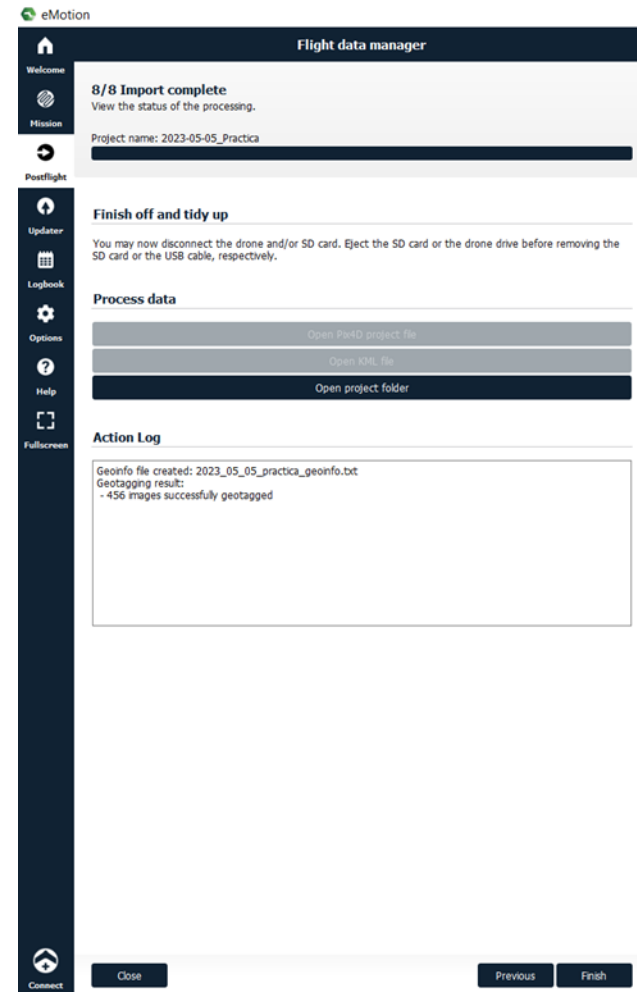 eMotion
Flight data manager
Welcome
Mission
Postflight
Updater
Logbook
Options
Help
Fullscreen
Connect
8/8 Import complete
View the status of the processing.
Project name: 2023-05-05_Practica
Finish off and tidy up
You may now disconnect the drone and/or SD card. Eject the SD card or the drone drive before removing the
SD card or the USB cable, respectively.
Process data
Open Pix4D project file
Open KML file
Open project folder
Action Log
Geoinfo file created: 2023_05_05_practica_geoinfo.txt
Geotagging result:
- 456 images successfully geotagged
Close
Previous
Finish